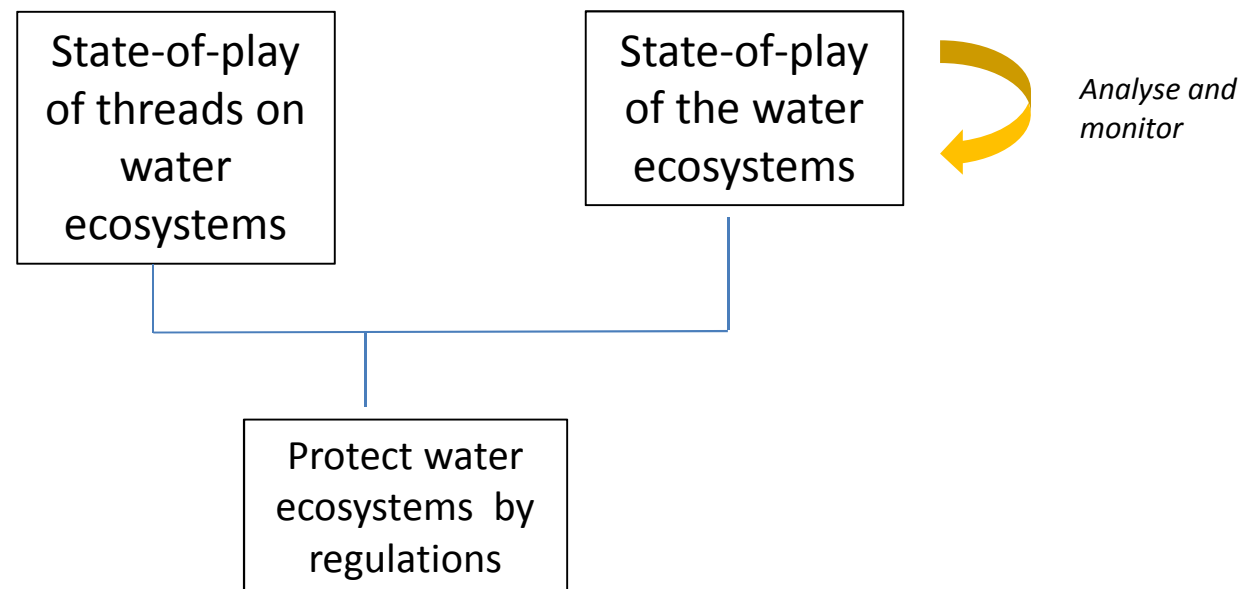 State-of-play
of threads on
water
ecosystems
State-of-play
of the water
ecosystems
Analyse and
monitor
Protect water
ecosystems by
regulations